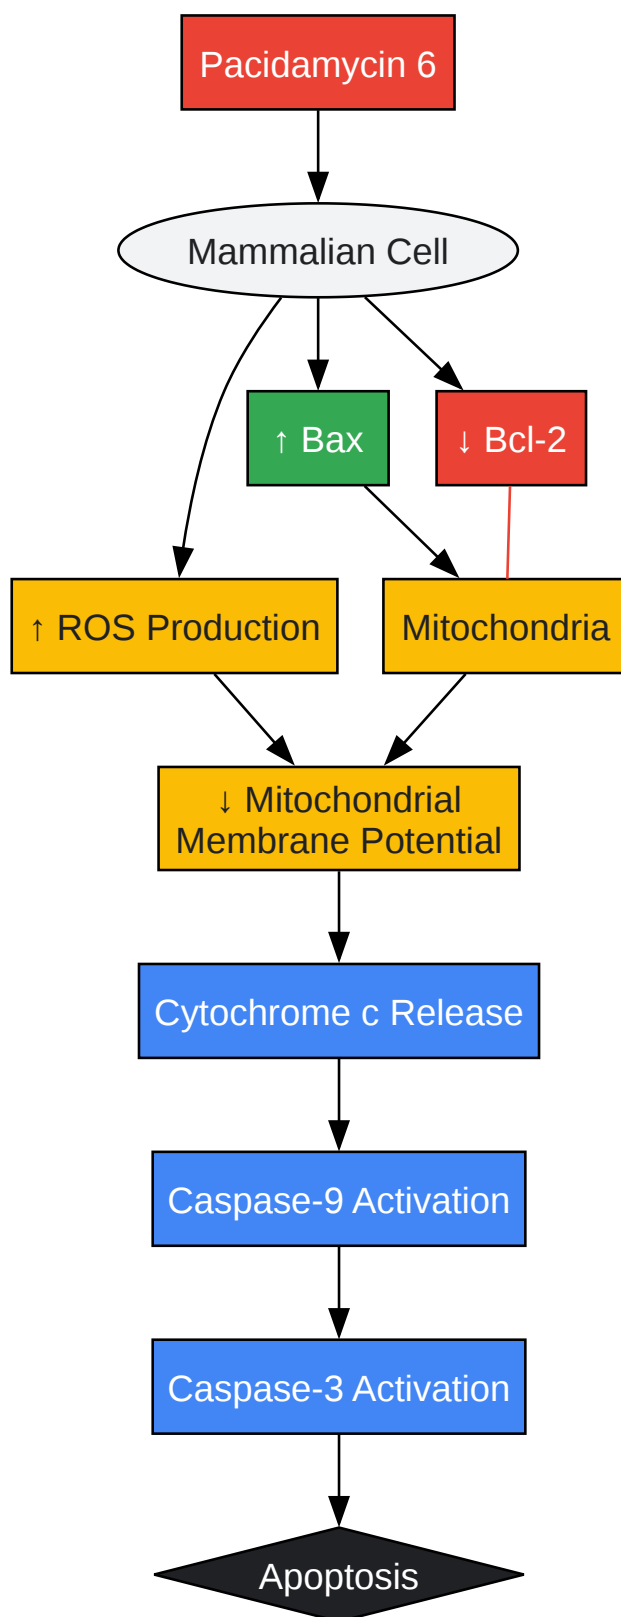 Pacidamycin 6
Mammalian Cell
↑ Bax
↓ Bcl-2
↑ ROS Production
Mitochondria
↓ Mitochondrial
Membrane Potential
Cytochrome c Release
Caspase-9 Activation
Caspase-3 Activation
Apoptosis